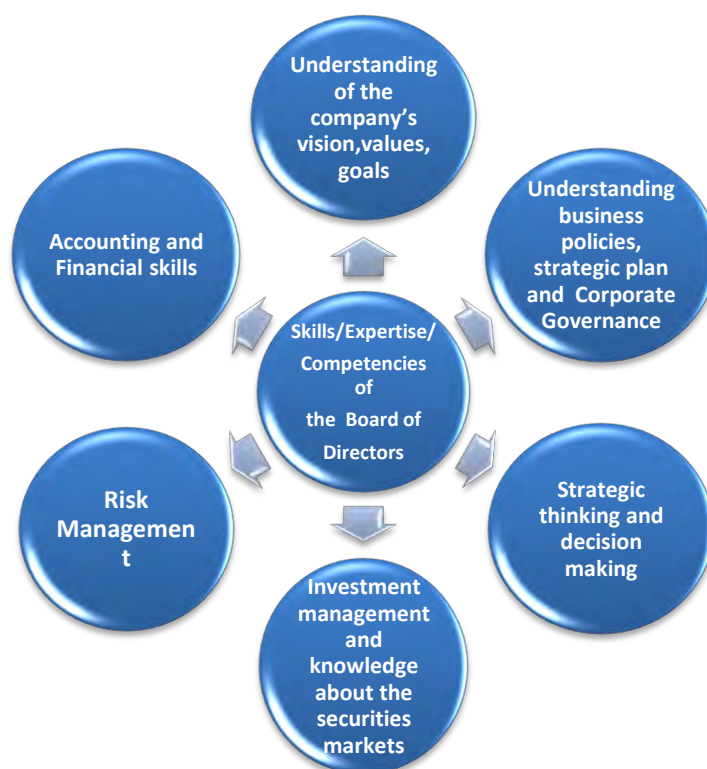 Understanding
of the
company's
vision,values,
goals
Understanding
business
policies,
strategic plan
and Corporate
Governance
Accounting and
Financial skills
Skills/Expertise/
Competencies
of
the Board of
Directors
Strategic
thinking and
decision
making
Risk
Managemen
t
Investment
management
and
knowledge
about the
securities
markets